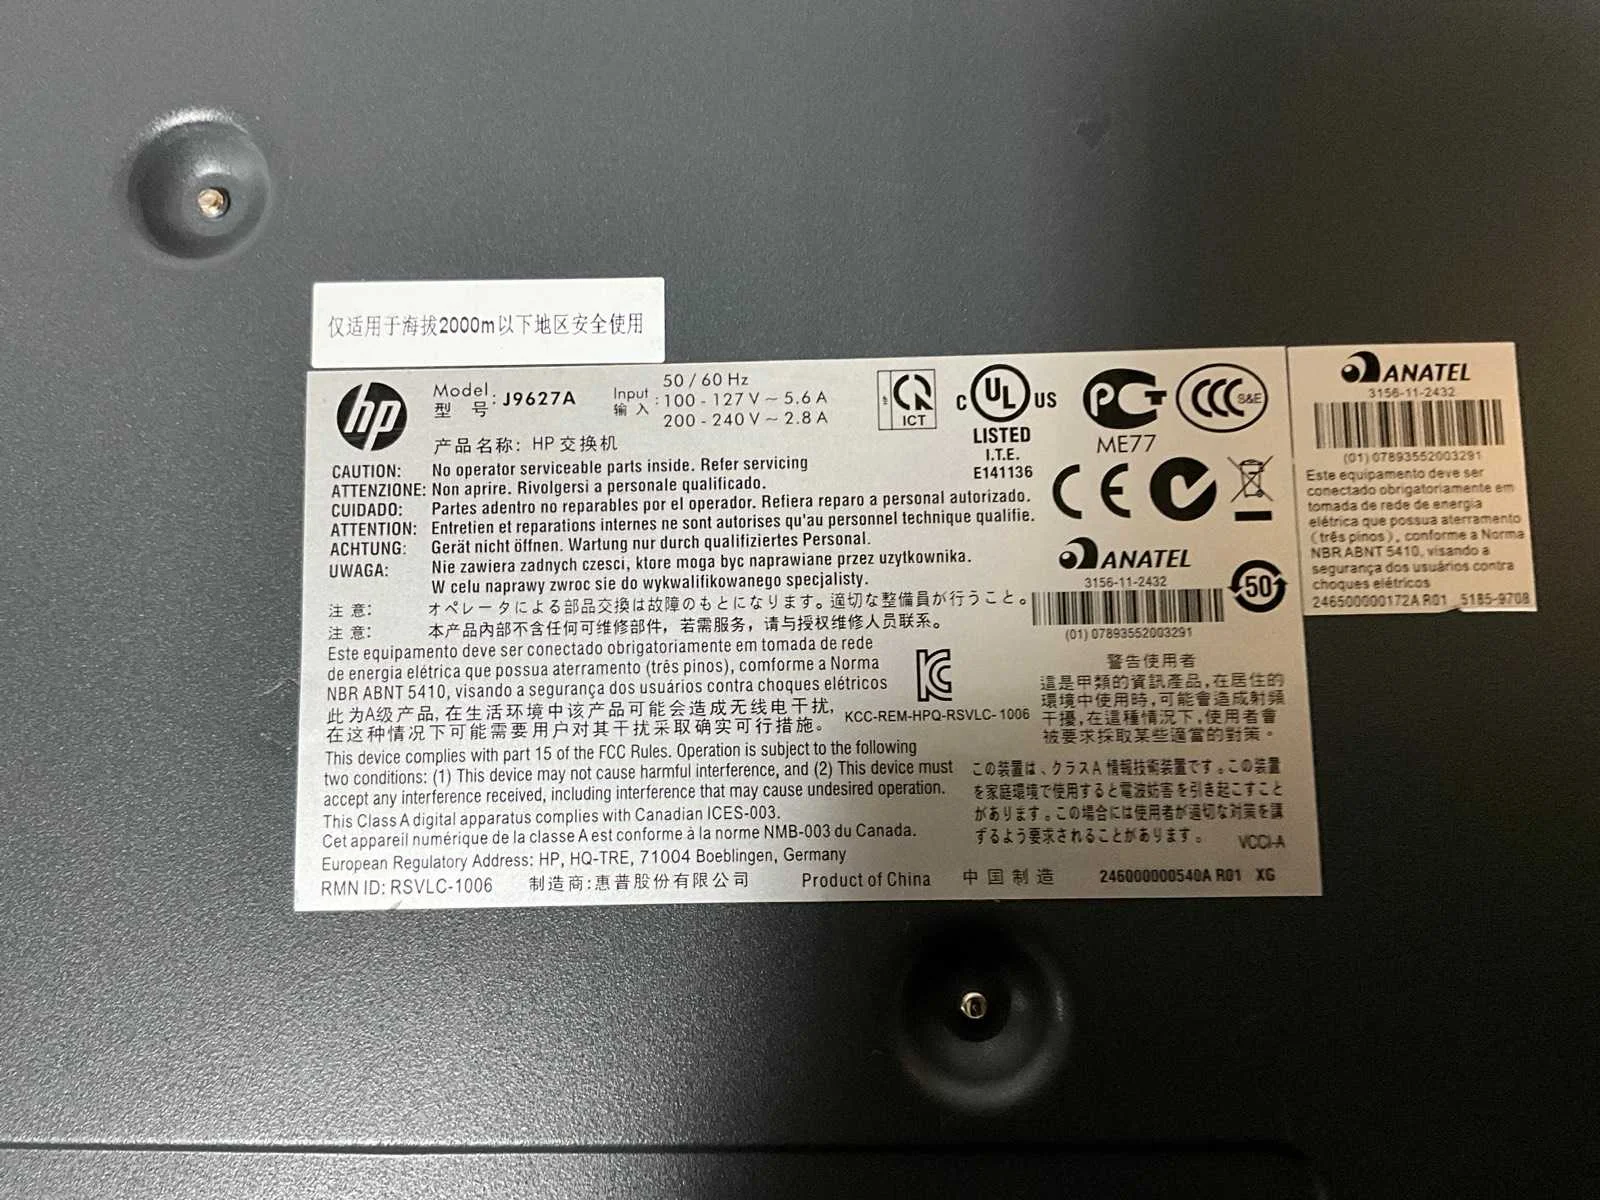 仅适用于海拔2000m以下地区安全使用
hp
Model
型 号: J9627A
Input
输入:
50 / 60 Hz
100 - 127 V ~ 5.6 A
200 - 240 V ~ 2.8 A
产品名称: HP 交换机
ICT
C UL US
LISTED
I.T.E.
E141136
ME77
CCC S&E
CE
CAUTION: No operator serviceable parts inside. Refer servicing
ATTENZIONE: Non aprire. Rivolgersi a personale qualificado.
CUIDADO: Partes adentro no reparables por el operador. Refiera reparo a personal autorizado.
ATTENTION: Entretien et reparations internes ne sont autorises qu'au personnel technique qualifie.
ACHTUNG: Gerät nicht öffnen. Wartung nur durch qualifiziertes Personal.
UWAGA: Nie zawiera zadnych czesci, ktore moga byc naprawiane przez uzytkownika.
W celu naprawy zwroc sie do wykwalifikowanego specjalisty.
注 意: オペレータによる部品交換は故障のもとになります。適切な整備員が行うこと。
注 意: 本产品内部不含任何可维修部件，若需服务，请与授权维修人员联系。
Este equipamento deve ser conectado obrigatoriamente em tomada de rede
de energia elétrica que possua aterramento (três pinos), comforme a Norma
NBR ABNT 5410, visando a segurança dos usuários contra choques elétricos
此为A级产品, 在生活环境中该产品可能会造成无线电干扰,
在这种情况下可能需要用户对其干扰采取确实可行措施。
KCC-REM-HPQ-RSVLC- 1006
This device complies with part 15 of the FCC Rules. Operation is subject to the following
two conditions: (1) This device may not cause harmful interference, and (2) This device must
accept any interference received, including interference that may cause undesired operation.
This Class A digital apparatus complies with Canadian ICES-003.
Cet appareil numérique de la classe A est conforme à la norme NMB-003 du Canada.
European Regulatory Address: HP, HQ-TRE, 71004 Boeblingen, Germany
RMN ID: RSVLC-1006 制造商:惠普股份有限公司 Product of China 中国制造 246000000540A R01 XG
ANATEL
3156-11-2432
(01) 07893552003291
50
警告使用者
這是甲類的資訊產品,在居住的
環境中使用時,可能會造成射頻
干擾,在這種情況下,使用者會
被要求採取某些適當的對策。
この装置は、クラスA 情報技術装置です。この装置
を家庭環境で使用すると電波妨害を引き起こすこと
があります。この場合には使用者が適切な対策を講
ずるよう要求されることがあります。
VCCI-A
ANATEL
3156-11-2432
(01) 07893552003291
Este equipamento deve ser
conectado obrigatoriamente em
tomada de rede de energia
elétrica que possua aterramento
(três pinos), conforme a Norma
NBR ABNT 5410, visando a
segurança dos usuários contra
choques elétricos
246500000172A R01 5185-9708